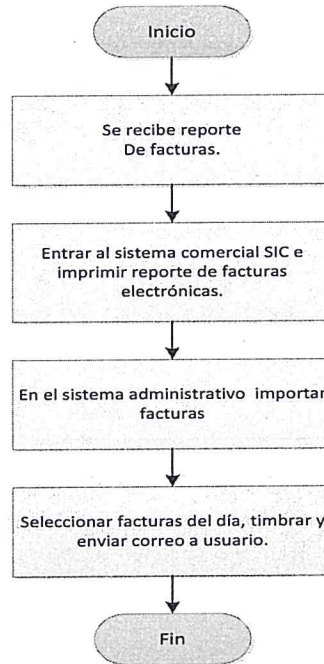 Inicio
Se recibe reporte
De facturas.
Entrar al sistema comercial SIC e
imprimir reporte de facturas
electrónicas.
En el sistema administrativo importar
facturas
Seleccionar facturas del día, timbrar y
enviar correo a usuario.
Fin